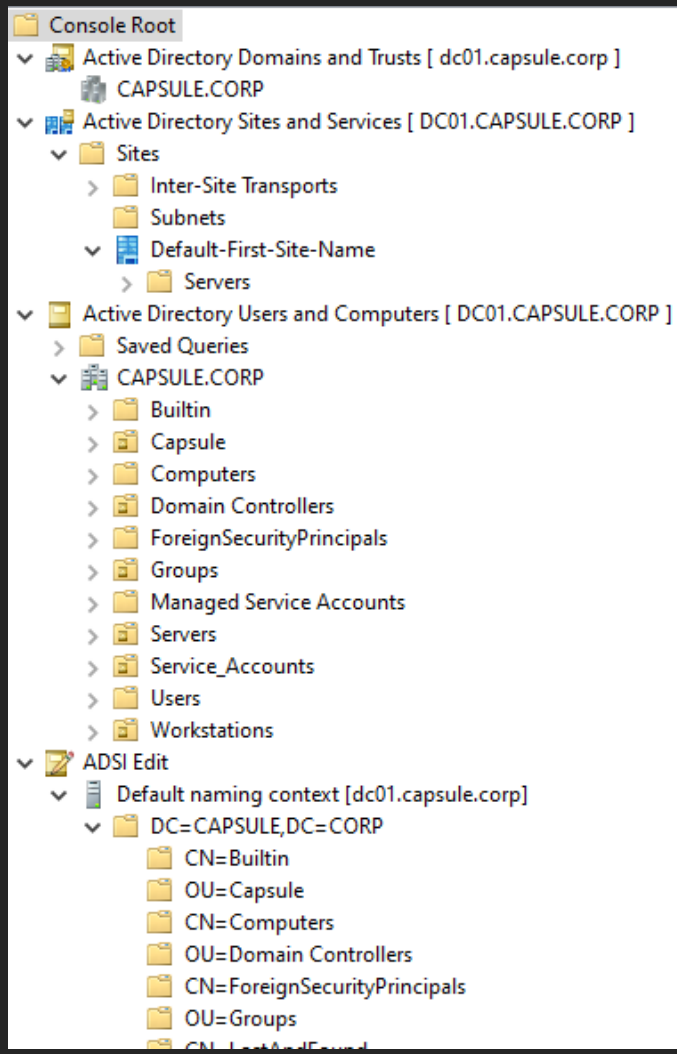 Console Root
Active Directory Domains and Trusts [ dc01.capsule.corp ]
CAPSULE.CORP
Active Directory Sites and Services [ DC01.CAPSULE.CORP ]
Sites
Inter-Site Transports
Subnets
Default-First-Site-Name
Servers
Active Directory Users and Computers [ DC01.CAPSULE.CORP ]
Saved Queries
CAPSULE.CORP
Builtin
Capsule
Computers
Domain Controllers
ForeignSecurityPrincipals
Groups
Managed Service Accounts
Servers
Service_Accounts
Users
Workstations
ADSI Edit
Default naming context [dc01.capsule.corp]
DC=CAPSULE,DC=CORP
CN=Builtin
OU=Capsule
CN=Computers
OU=Domain Controllers
CN=ForeignSecurityPrincipals
OU=Groups
CN=LostAndFound